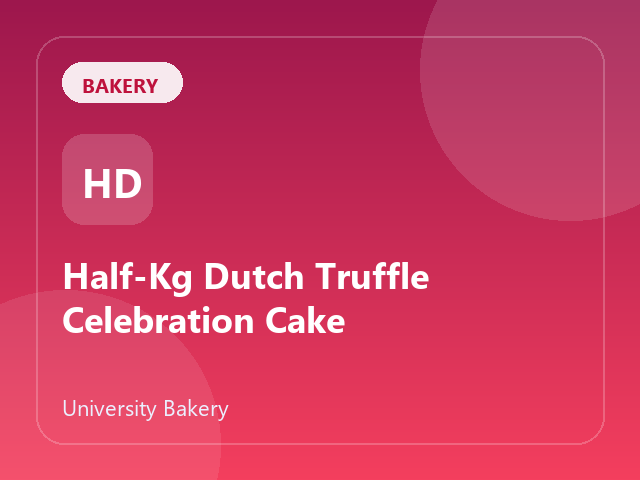 BAKERY
HD
Half-Kg Dutch Truffle
Celebration Cake
University Bakery